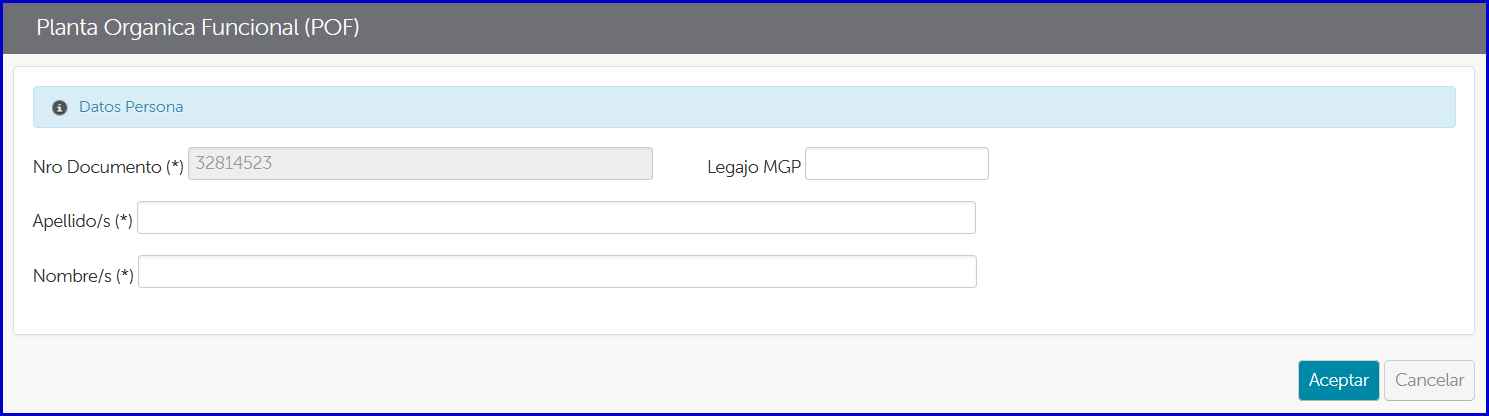 Planta Organica Funcional (POF)
Datos Persona
Nro Documento (*) 32814523 Legajo MGP
Apellido/s (*)
Nombre/s (*)
Aceptar Cancelar